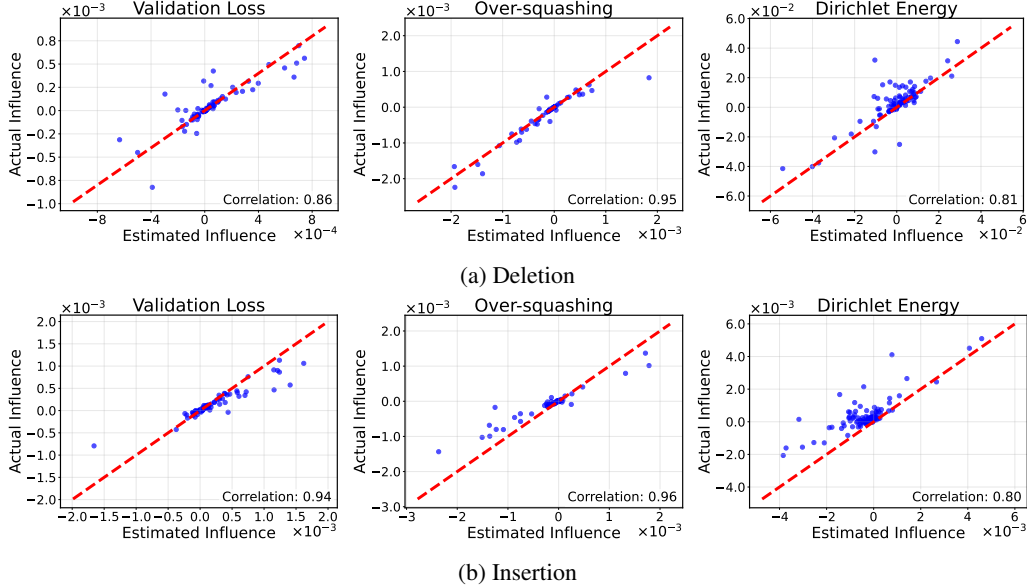 Validation Loss
×10⁻³
Actual Influence
0.8
0.5
0.2
0.0
−0.2
−0.5
−0.8
−1.0
−8 −4 0 4 8
Estimated Influence
×10⁻⁴
Correlation: 0.86
Over-squashing
×10⁻³
Actual Influence
2.0
1.0
0.0
−1.0
−2.0
−2 −1 0 1 2
Estimated Influence
×10⁻³
Correlation: 0.95
Dirichlet Energy
×10⁻²
Actual Influence
6.0
4.0
2.0
0.0
−2.0
−4.0
−6.0
−6 −4 −2 0 2 4 6
Estimated Influence
×10⁻²
Correlation: 0.81
(a) Deletion
Validation Loss
×10⁻³
Actual Influence
2.0
1.5
1.0
0.5
0.0
−0.5
−1.0
−1.5
−2.0
−2.0 −1.5 −1.0 −0.5 0.0 0.5 1.0 1.5 2.0
Estimated Influence
×10⁻³
Correlation: 0.94
Over-squashing
×10⁻³
Actual Influence
2.0
1.0
0.0
−1.0
−2.0
−3.0
−3 −2 −1 0 1 2
Estimated Influence
×10⁻³
Correlation: 0.96
Dirichlet Energy
×10⁻³
Actual Influence
6.0
4.0
2.0
0.0
−2.0
−4.0
−4 −2 0 2 4 6
Estimated Influence
×10⁻³
Correlation: 0.80
(b) Insertion